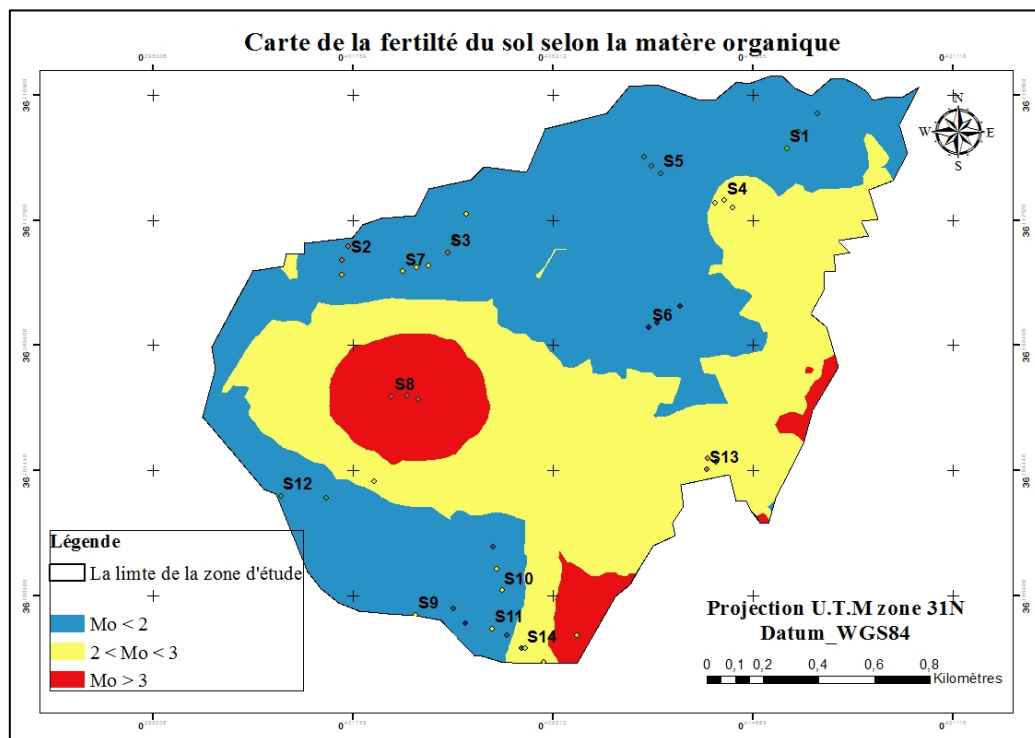 Carte de la fertilté du sol selon la matère organique
N
W E
S
S1
S5
S4
S3
S2
S7
S6
S8
S13
S12
S10
S9
S11
S14
Légende
La limte de la zone d'étude
Mo < 2
2 < Mo < 3
Mo > 3
Projection U.T.M zone 31N
Datum_WGS84
0 0,1 0,2 0,4 0,6 0,8
Kilomètres